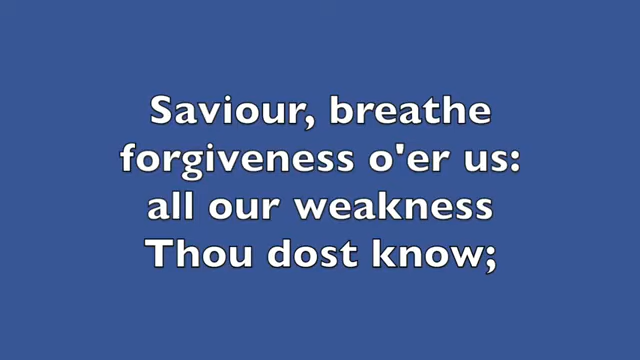 Saviour, breathe
forgiveness o'er us:
all our weakness
Thou dost know;